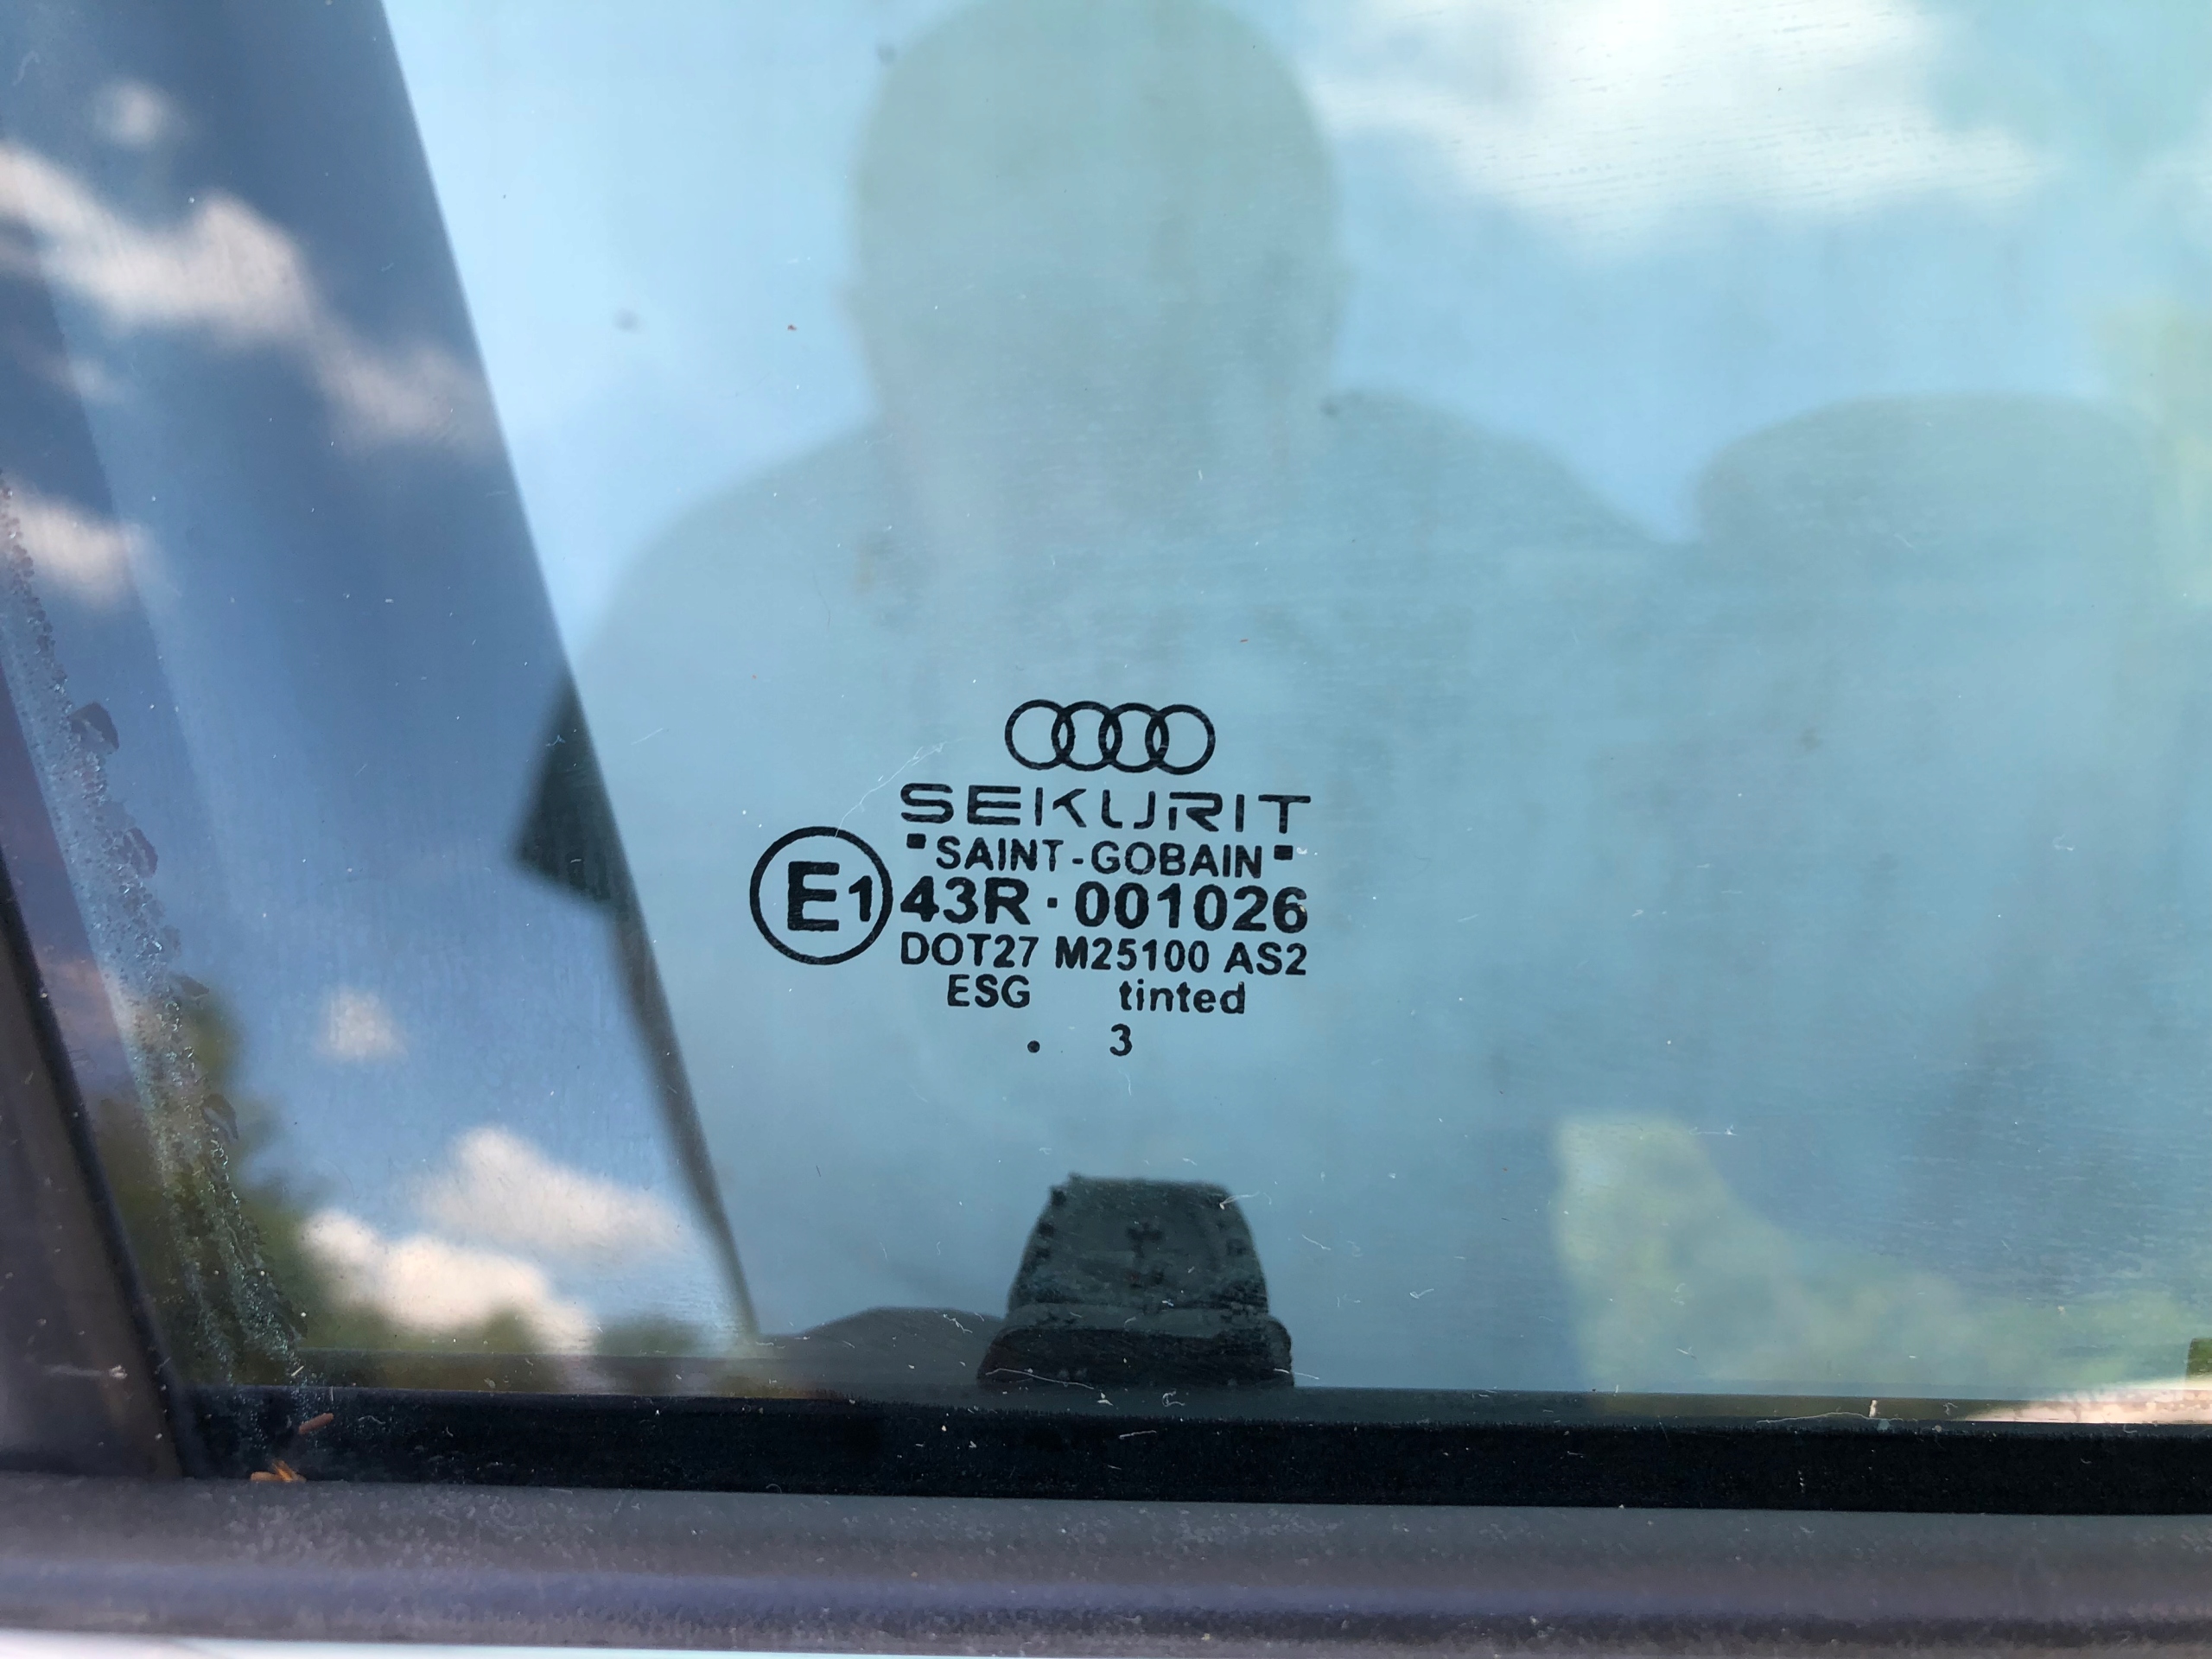 SEKURIT
SAINT-GOBAIN
E1 43R·001026
DOT27 M25100 AS2
ESG tinted
. 3